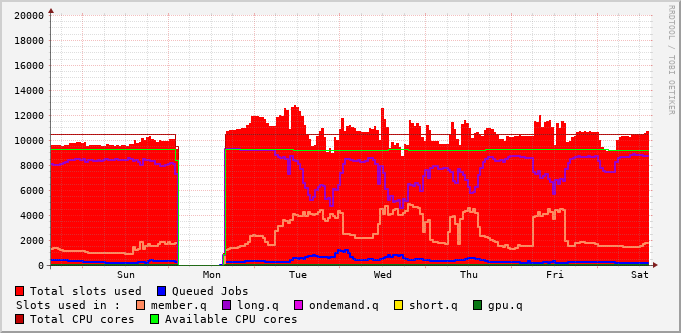 20000
18000
16000
14000
12000
10000
8000
6000
4000
2000
0
Sun Mon Tue Wed Thu Fri Sat
Total slots used Queued Jobs
Slots used in : member.q long.q ondemand.q short.q gpu.q
Total CPU cores Available CPU cores
RRDTOOL / TOBI OETIKER